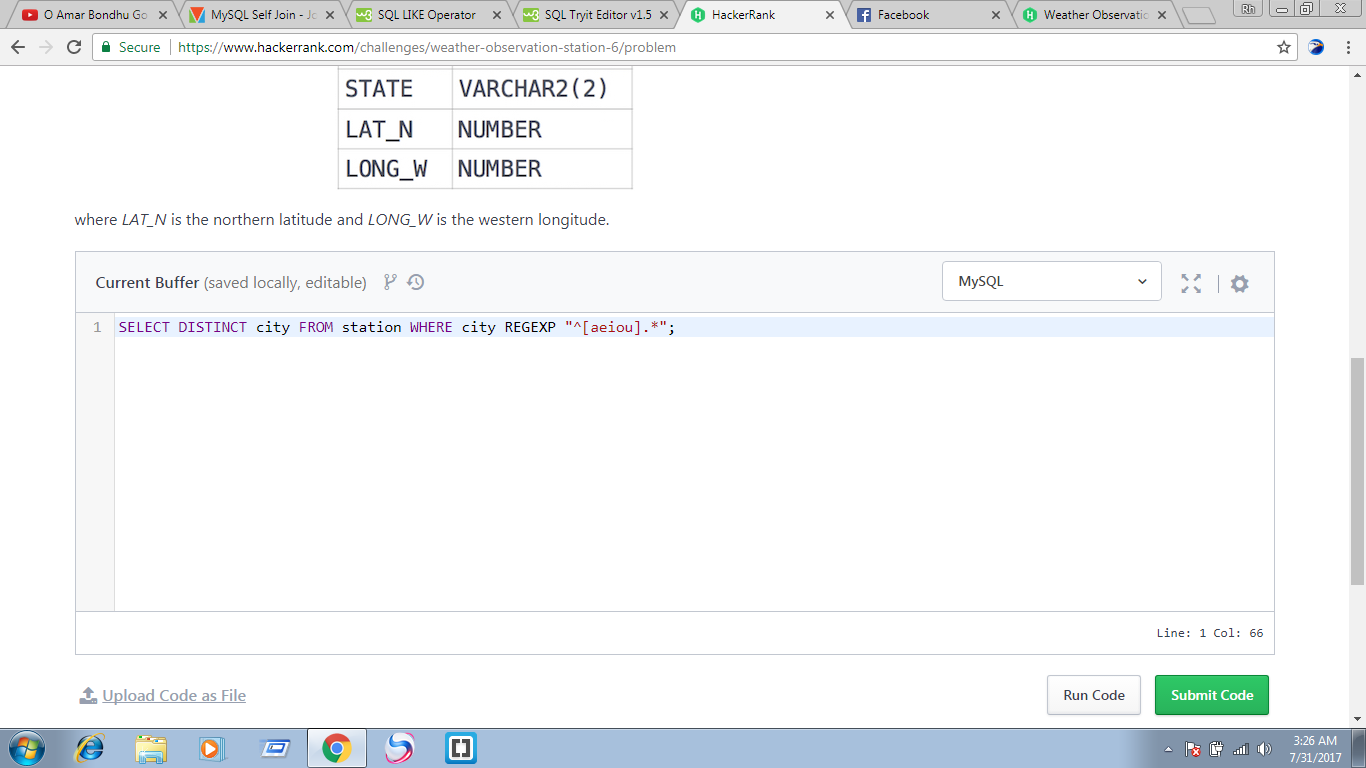 O Amar Bondhu Go
MySQL Self Join - Jo
SQL LIKE Operator
SQL Tryit Editor v1.5
HackerRank
Facebook
Weather Observatio
Rh
Secure
https://www.hackerrank.com/challenges/weather-observation-station-6/problem
STATE VARCHAR2(2)
LAT_N NUMBER
LONG_W NUMBER
where LAT_N is the northern latitude and LONG_W is the western longitude.
Current Buffer (saved locally, editable)
MySQL
1 SELECT DISTINCT city FROM station WHERE city REGEXP "^[aeiou].*";
Line: 1 Col: 66
Upload Code as File
Run Code
Submit Code
3:26 AM
7/31/2017